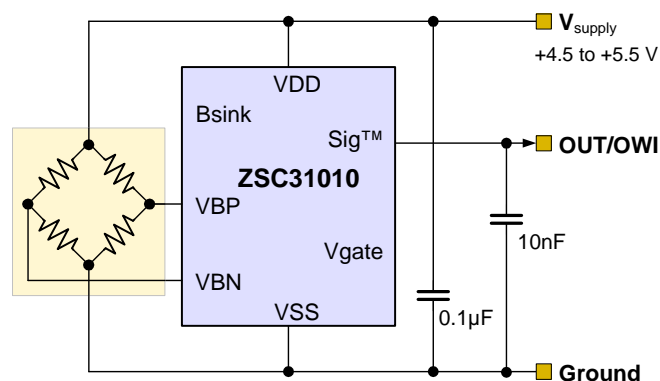 Vsupply
+4.5 to +5.5 V
VDD
Bsink
Sig™
OUT/OWI
ZSC31010
VBP
10nF
Vgate
VBN
VSS
0.1µF
Ground